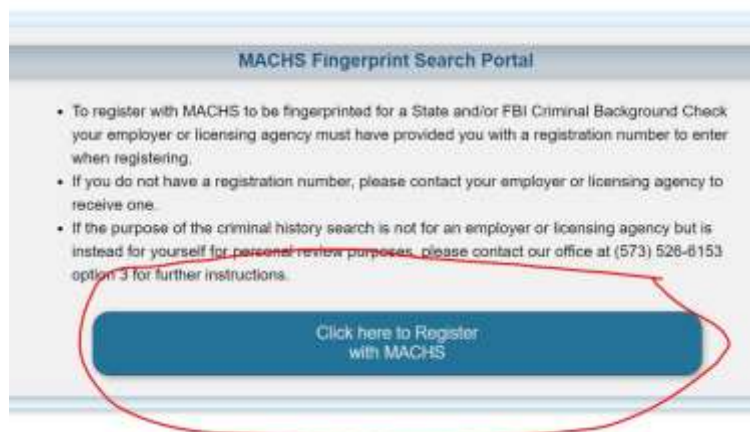 MACHS Fingerprint Search Portal
• To register with MACHS to be fingerprinted for a State and/or FBI Criminal Background Check
your employer or licensing agency must have provided you with a registration number to enter
when registering.
• If you do not have a registration number, please contact your employer or licensing agency to
receive one.
• If the purpose of the criminal history search is not for an employer or licensing agency but is
instead for yourself for personal review purposes, please contact our office at (573) 526-6153
option 3 for further instructions.
Click here to Register
with MACHS